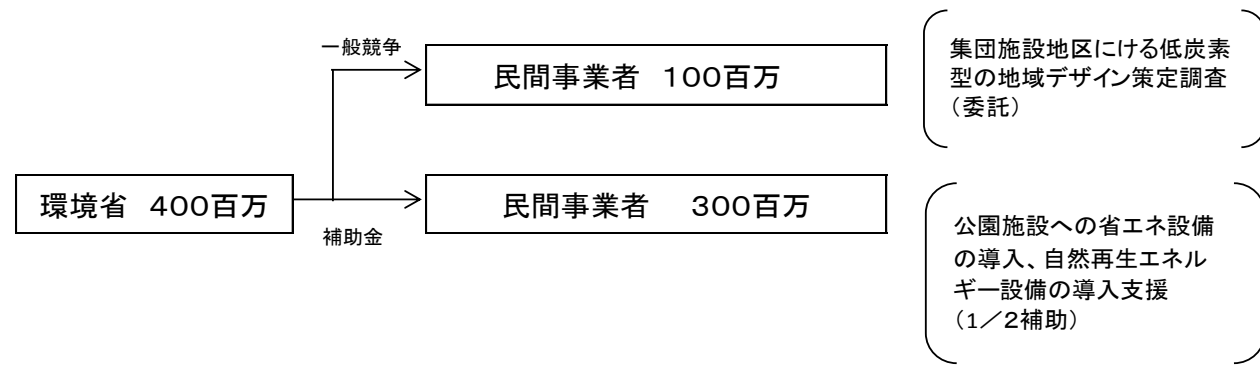 一般競争
民間事業者 100百万
集団施設地区にける低炭素
型の地域デザイン策定調査
(委託)
環境省 400百万
補助金
民間事業者 300百万
公園施設への省エネ設備
の導入、自然再生エネル
ギー設備の導入支援
(1/2補助)